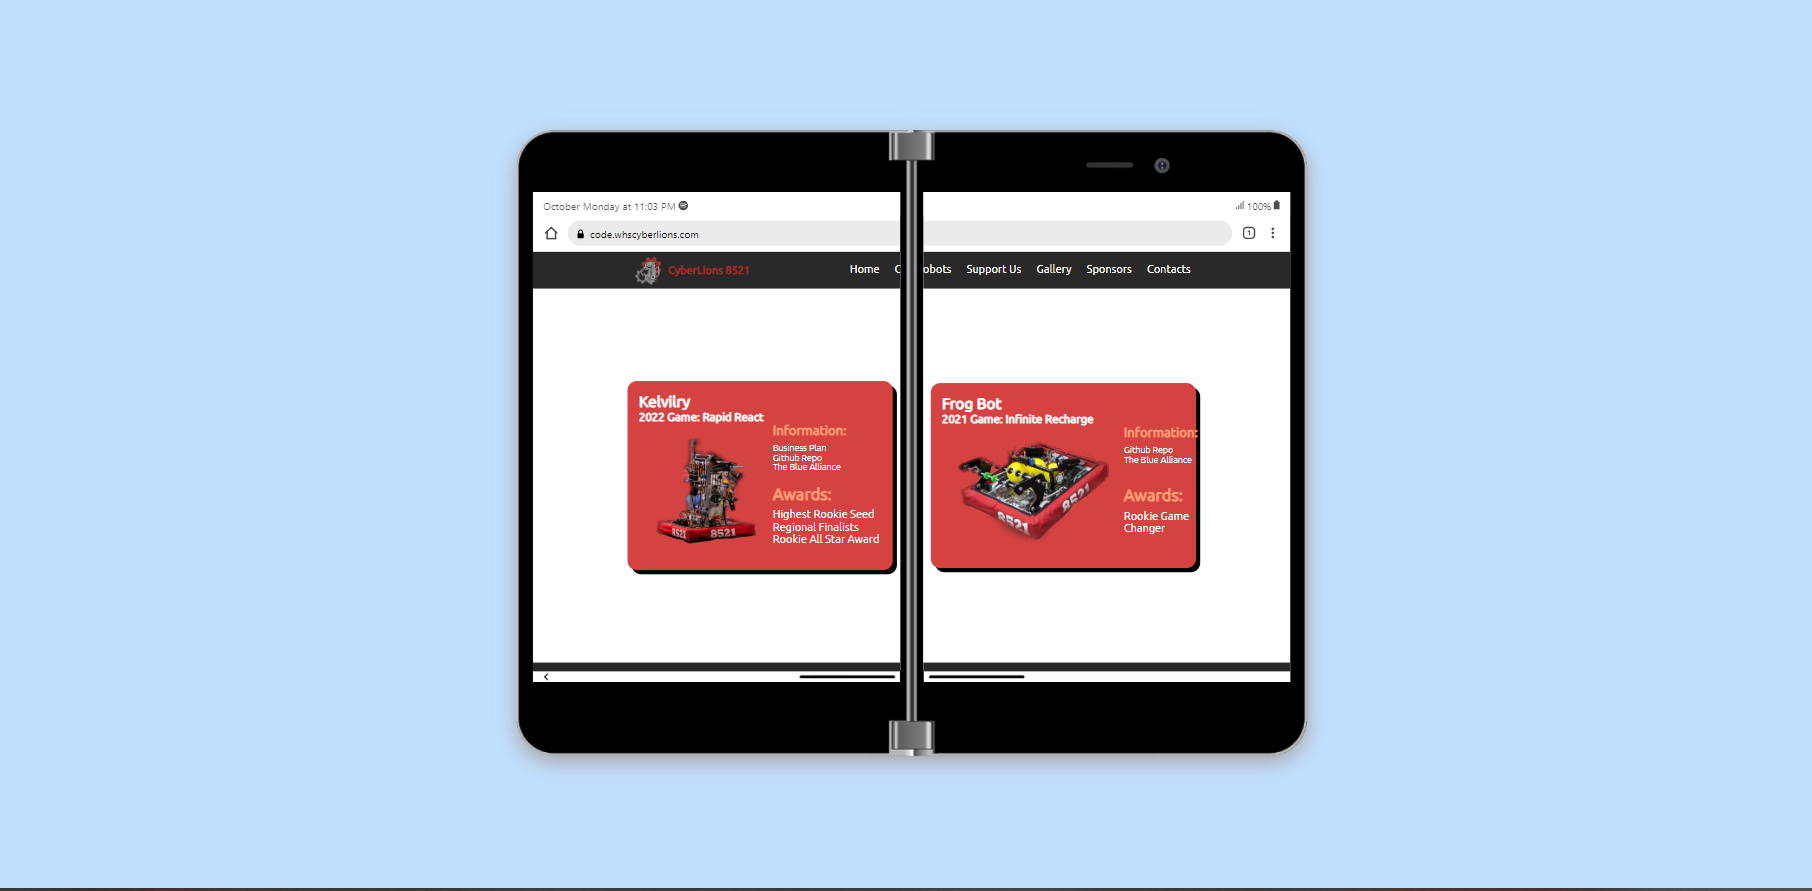 October Monday at 11:03 PM
100%
code.whscyberlions.com
1
CyberLions 8521
Home
C
obots
Support Us
Gallery
Sponsors
Contacts
Kelvilry
2022 Game: Rapid React
Information:
Business Plan
Github Repo
The Blue Alliance
Awards:
Highest Rookie Seed
Regional Finalists
Rookie All Star Award
8521
8521
Frog Bot
2021 Game: Infinite Recharge
Information:
Github Repo
The Blue Alliance
Awards:
Rookie Game
Changer
8521
8521